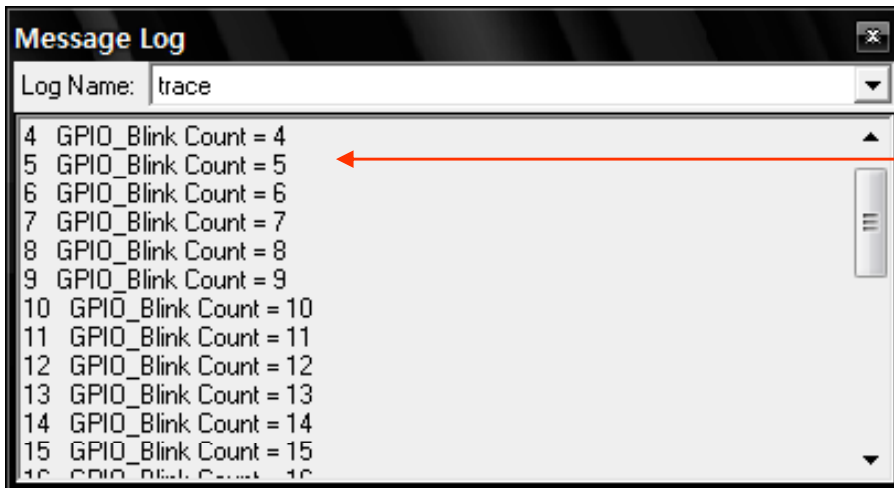 Message Log
Log Name: trace
4 GPIO_Blink Count = 4
5 GPIO_Blink Count = 5
6 GPIO_Blink Count = 6
7 GPIO_Blink Count = 7
8 GPIO_Blink Count = 8
9 GPIO_Blink Count = 9
10 GPIO_Blink Count = 10
11 GPIO_Blink Count = 11
12 GPIO_Blink Count = 12
13 GPIO_Blink Count = 13
14 GPIO_Blink Count = 14
15 GPIO_Blink Count = 15